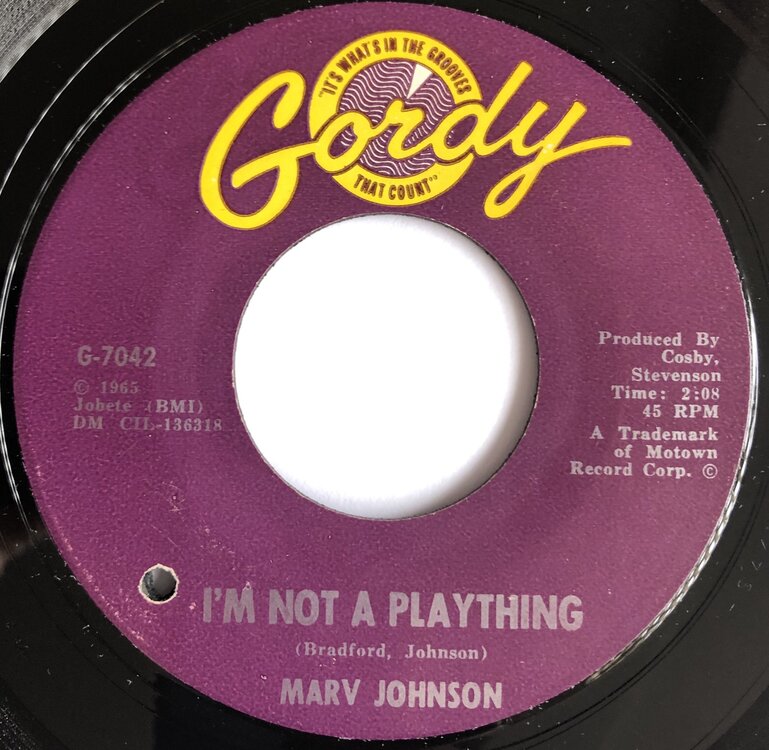 "IT'S WHAT'S IN THE GROOVES
Gordy
THAT COUNT"
G-7042
© 1965
Jobete (BMI)
DM CIL-136318
Produced By
Cosby,
Stevenson
Time: 2:08
45 RPM
A Trademark
of Motown
Record Corp. ©
I'M NOT A PLAYTHING
(Bradford, Johnson)
MARV JOHNSON